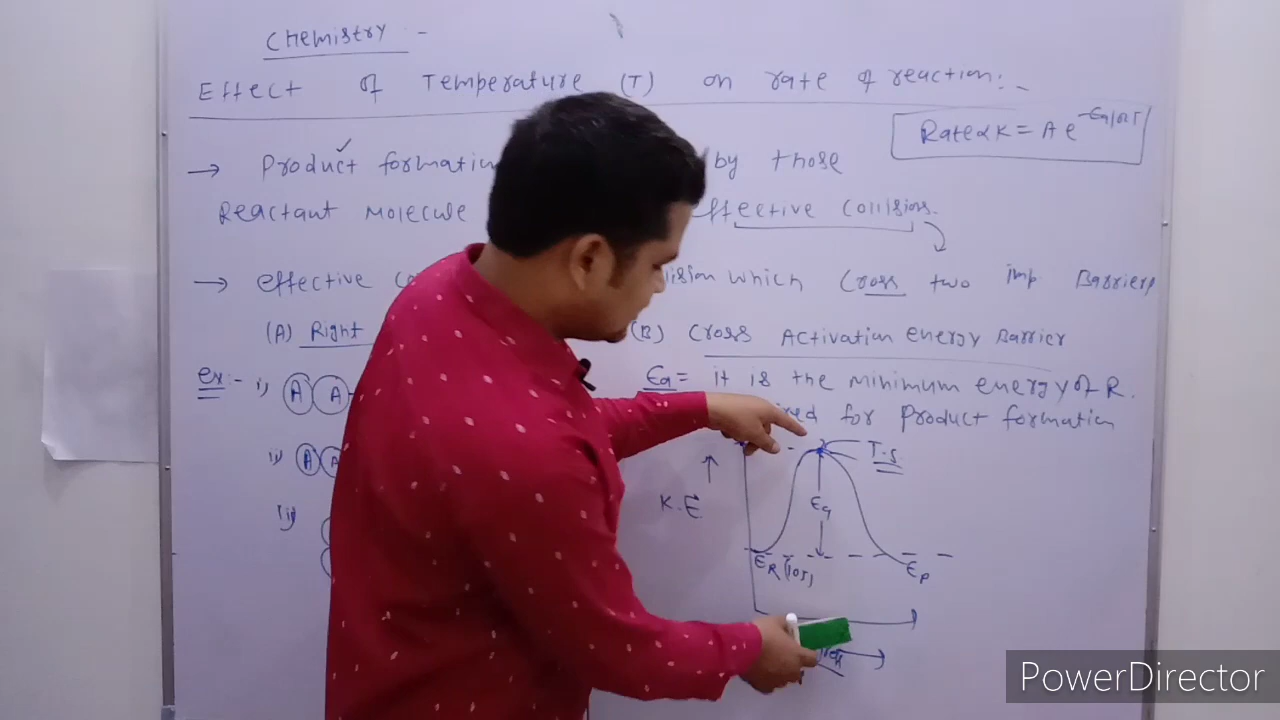 Chemistry -
Effect of Temperature (T) on rate of reaction:-
Rate ∝ K = A e^-Ea/RT
→ Product formation by those
Reactant Molecule effective Collisions.
→ effective collision which Cross two imp Barriers
(A) Right (B) Cross Activation energy Barrier
ex:- i) A A
Ea = it is the minimum energy of R.
for Product formation
ii) A A
T.S
K.E
Ea
iii)
ER (10J)
EP
PowerDirector